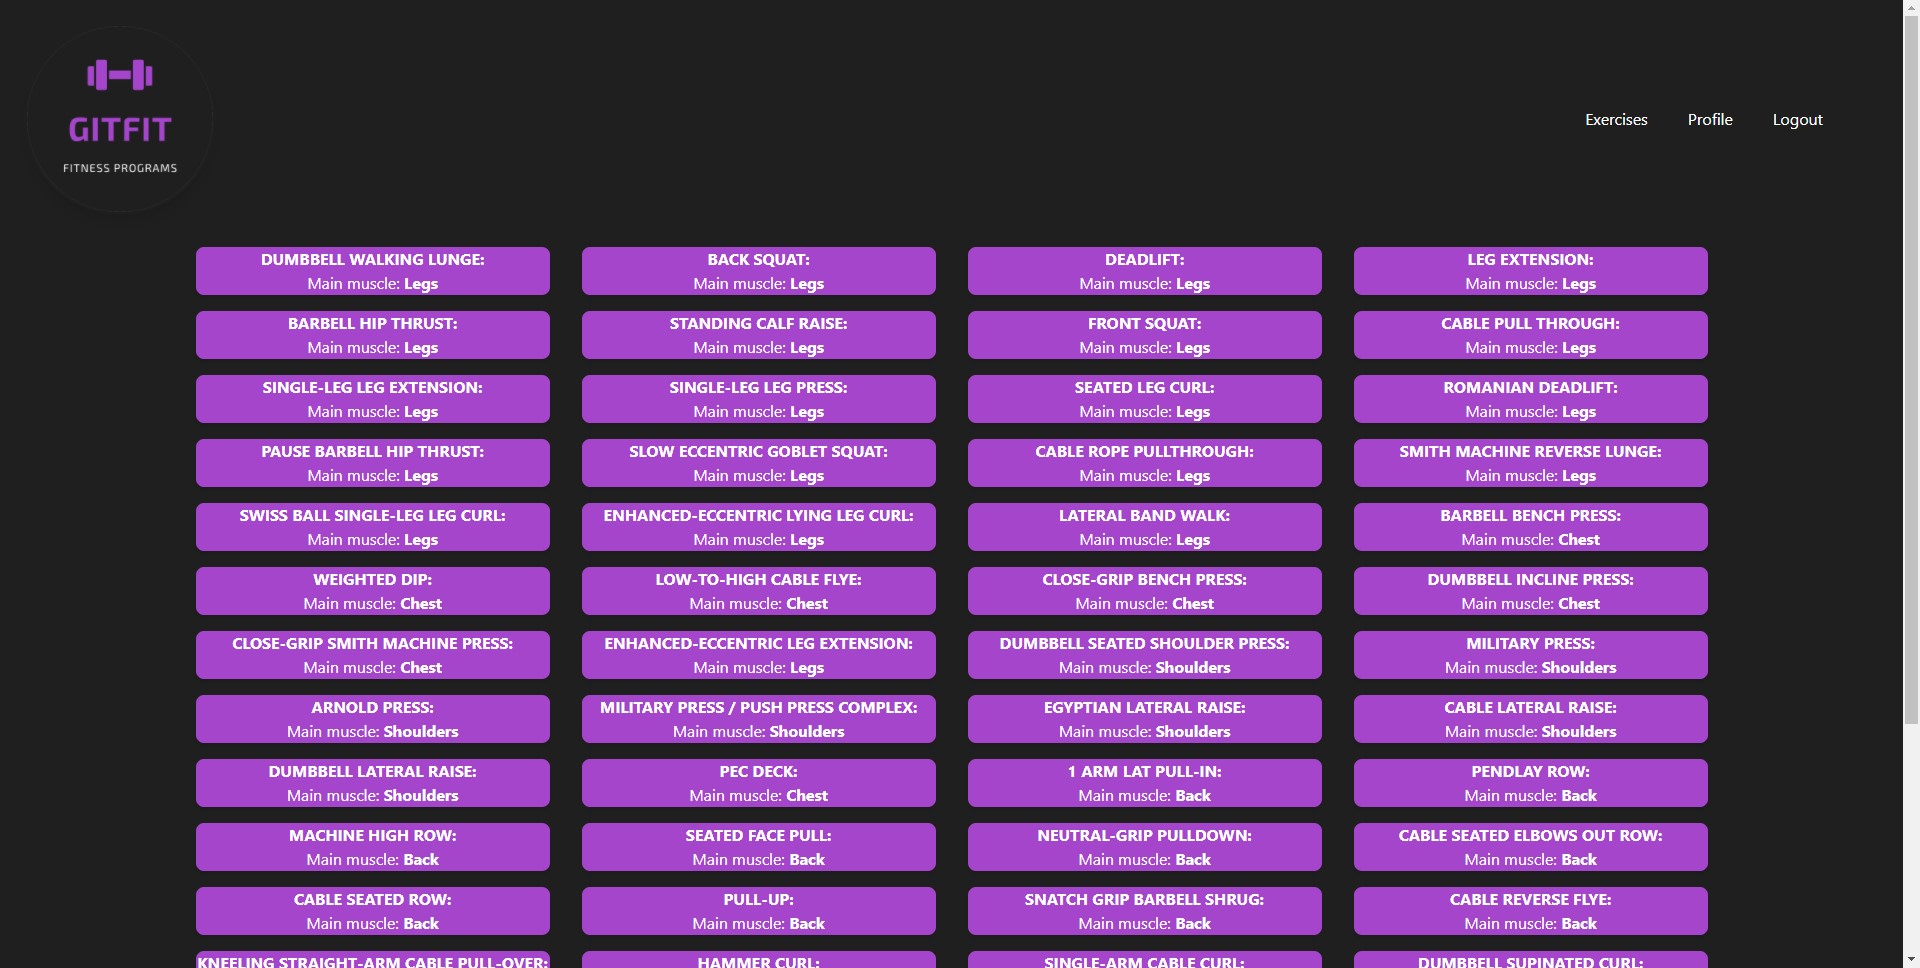 GITFIT
FITNESS PROGRAMS
Exercises Profile Logout
DUMBBELL WALKING LUNGE:
Main muscle: Legs
BACK SQUAT:
Main muscle: Legs
DEADLIFT:
Main muscle: Legs
LEG EXTENSION:
Main muscle: Legs
BARBELL HIP THRUST:
Main muscle: Legs
STANDING CALF RAISE:
Main muscle: Legs
FRONT SQUAT:
Main muscle: Legs
CABLE PULL THROUGH:
Main muscle: Legs
SINGLE-LEG LEG EXTENSION:
Main muscle: Legs
SINGLE-LEG LEG PRESS:
Main muscle: Legs
SEATED LEG CURL:
Main muscle: Legs
ROMANIAN DEADLIFT:
Main muscle: Legs
PAUSE BARBELL HIP THRUST:
Main muscle: Legs
SLOW ECCENTRIC GOBLET SQUAT:
Main muscle: Legs
CABLE ROPE PULLTHROUGH:
Main muscle: Legs
SMITH MACHINE REVERSE LUNGE:
Main muscle: Legs
SWISS BALL SINGLE-LEG LEG CURL:
Main muscle: Legs
ENHANCED-ECCENTRIC LYING LEG CURL:
Main muscle: Legs
LATERAL BAND WALK:
Main muscle: Legs
BARBELL BENCH PRESS:
Main muscle: Chest
WEIGHTED DIP:
Main muscle: Chest
LOW-TO-HIGH CABLE FLYE:
Main muscle: Chest
CLOSE-GRIP BENCH PRESS:
Main muscle: Chest
DUMBBELL INCLINE PRESS:
Main muscle: Chest
CLOSE-GRIP SMITH MACHINE PRESS:
Main muscle: Chest
ENHANCED-ECCENTRIC LEG EXTENSION:
Main muscle: Legs
DUMBBELL SEATED SHOULDER PRESS:
Main muscle: Shoulders
MILITARY PRESS:
Main muscle: Shoulders
ARNOLD PRESS:
Main muscle: Shoulders
MILITARY PRESS / PUSH PRESS COMPLEX:
Main muscle: Shoulders
EGYPTIAN LATERAL RAISE:
Main muscle: Shoulders
CABLE LATERAL RAISE:
Main muscle: Shoulders
DUMBBELL LATERAL RAISE:
Main muscle: Shoulders
PEC DECK:
Main muscle: Chest
1 ARM LAT PULL-IN:
Main muscle: Back
PENDLAY ROW:
Main muscle: Back
MACHINE HIGH ROW:
Main muscle: Back
SEATED FACE PULL:
Main muscle: Back
NEUTRAL-GRIP PULLDOWN:
Main muscle: Back
CABLE SEATED ELBOWS OUT ROW:
Main muscle: Back
CABLE SEATED ROW:
Main muscle: Back
PULL-UP:
Main muscle: Back
SNATCH GRIP BARBELL SHRUG:
Main muscle: Back
CABLE REVERSE FLYE:
Main muscle: Back
KNEELING STRAIGHT-ARM CABLE PULL-OVER:
HAMMER CURL:
SINGLE-ARM CABLE CURL:
DUMBBELL SUPINATED CURL: